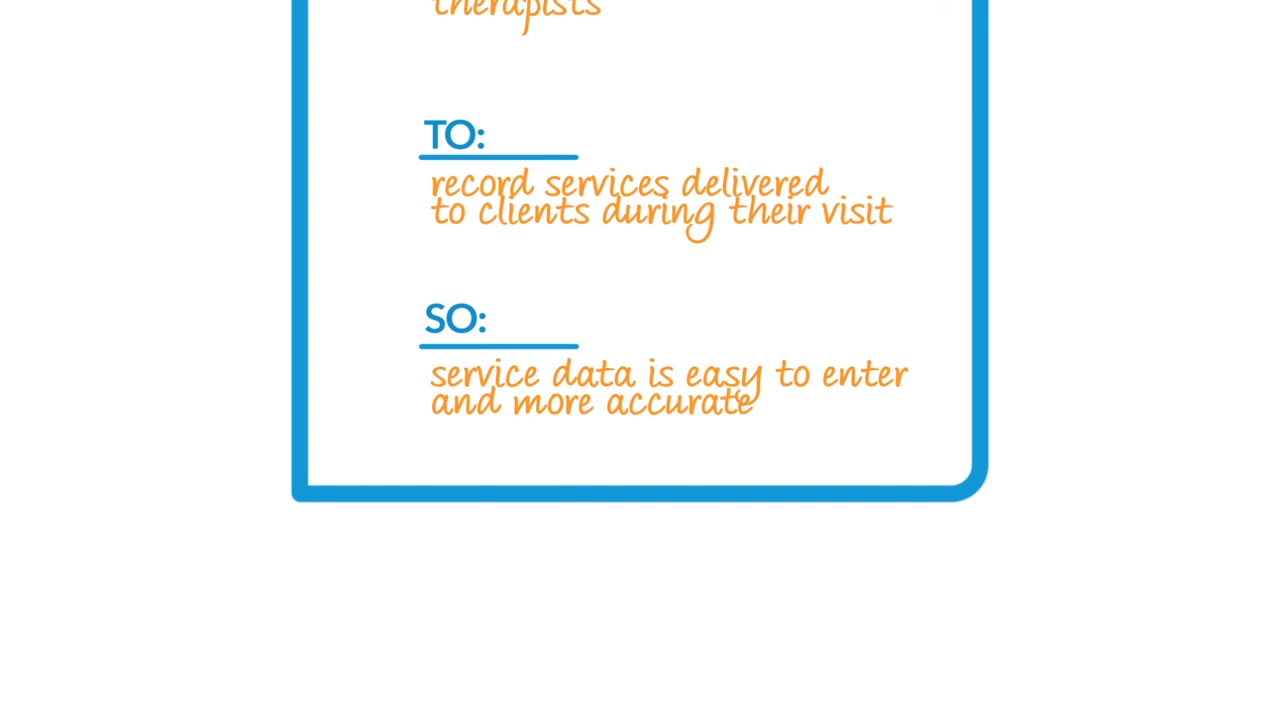 therapists
TO:
record services delivered
to clients during their visit
SO:
service data is easy to enter
and more accurate